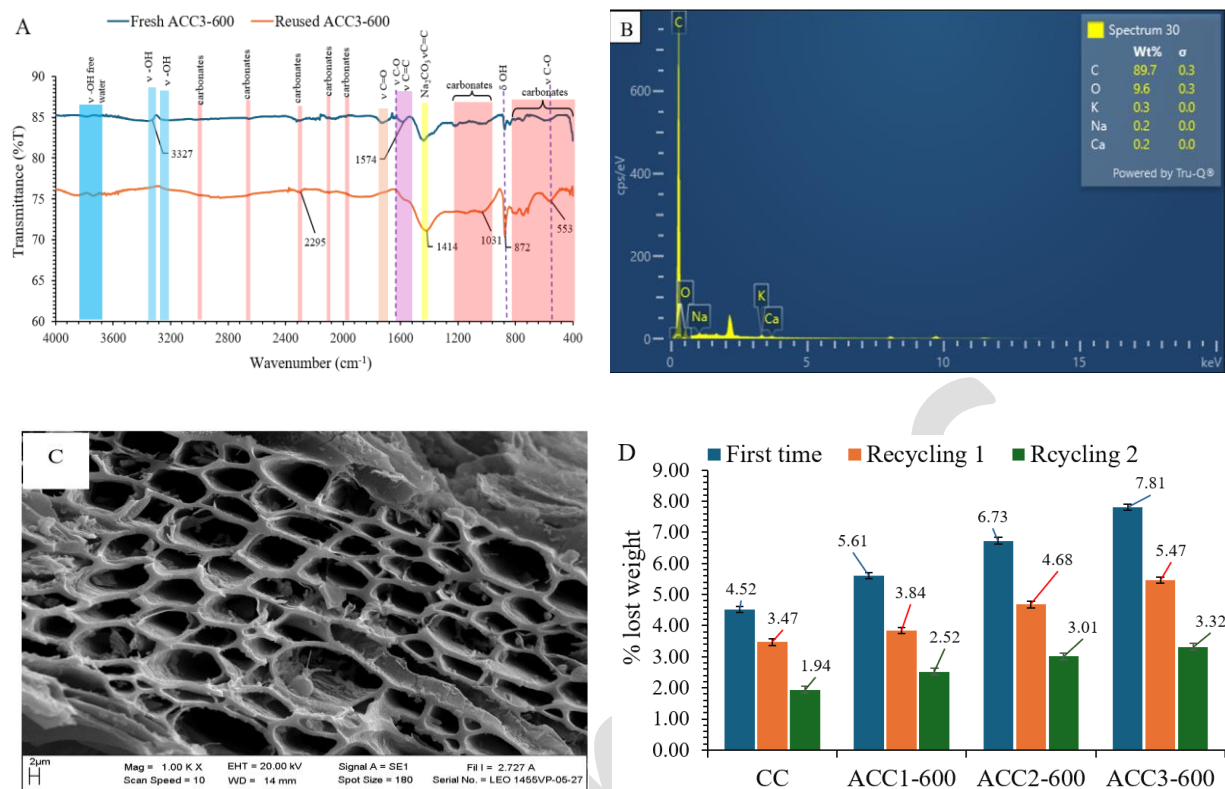 Fresh ACC3-600 Reused ACC3-600
A
ν -OH free water
ν -OH
ν -OH
carbonates
carbonates
carbonates
carbonates
carbonates
ν C=O
ν C-O
ν C=C
Na₂CO₃νC=C
carbonates
δ OH
carbonates
ν C-O
Transmittance (%T)
90
85
80
75
70
65
60
3327
1574
2295
1414
1031
872
553
4000 3600 3200 2800 2400 2000 1600 1200 800 400
Wavenumber (cm⁻¹)
B
Spectrum 30
Wt% σ
C 89.7 0.3
O 9.6 0.3
K 0.3 0.0
Na 0.2 0.0
Ca 0.2 0.0
Powered by Tru-Q®
cps/eV
600
400
200
0
C
O
Na
K
Ca
0 5 10 15 keV
C
2µm
H
Mag = 1.00 K X EHT = 20.00 kV Signal A = SE1 Fil I = 2.727 A
Scan Speed = 10 WD = 14 mm Spot Size = 180 Serial No. = LEO 1455VP-05-27
D
First time Recycling 1 Rcycling 2
% lost weight
9.00
8.00
7.00
6.00
5.00
4.00
3.00
2.00
1.00
0.00
4.52
3.47
1.94
5.61
3.84
2.52
6.73
4.68
3.01
7.81
5.47
3.32
CC ACC1-600 ACC2-600 ACC3-600